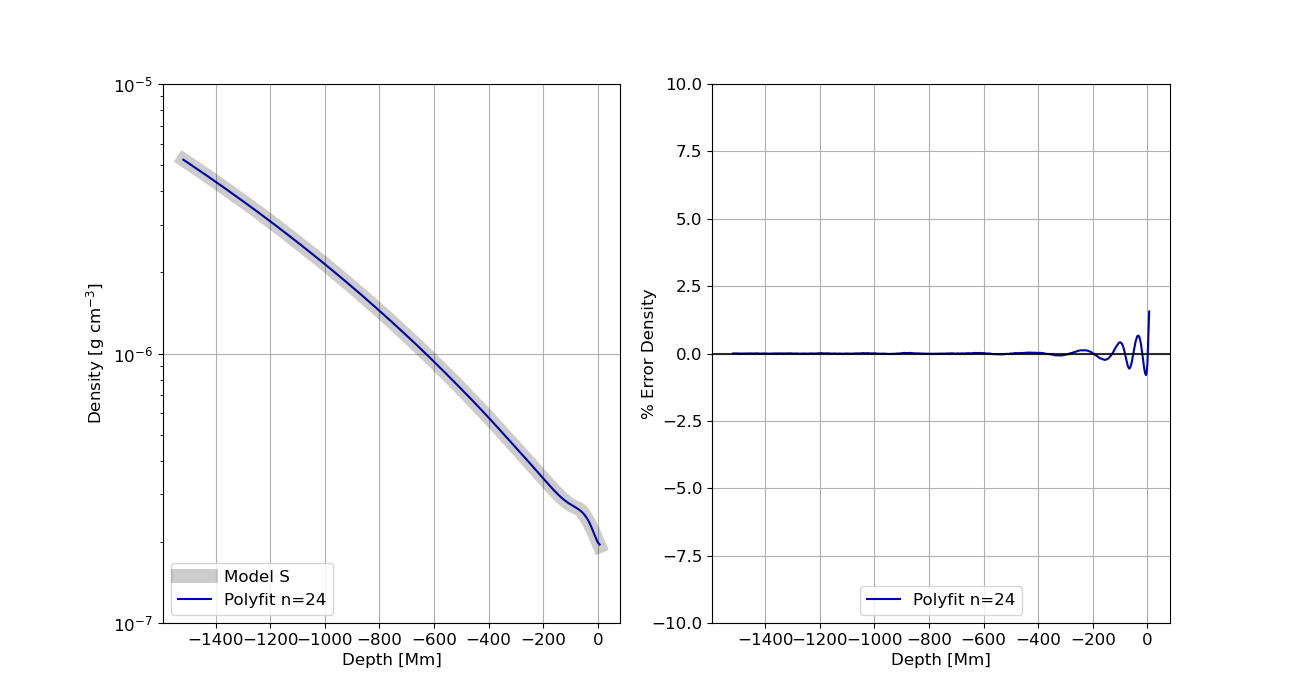 10⁻⁵
10⁻⁶
10⁻⁷
Density [g cm⁻³]
Model S
Polyfit n=24
−1400 −1200 −1000 −800 −600 −400 −200 0
Depth [Mm]
10.0
7.5
5.0
2.5
0.0
−2.5
−5.0
−7.5
−10.0
% Error Density
Polyfit n=24
−1400 −1200 −1000 −800 −600 −400 −200 0
Depth [Mm]